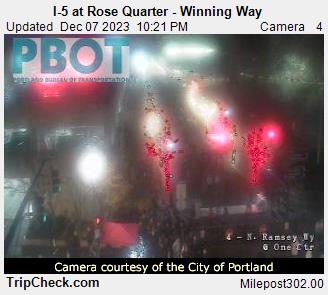 I-5 at Rose Quarter - Winning Way
Updated Dec 07 2023 10:21 PM Camera 4
PBOT
PORTLAND BUREAU OF TRANSPORTATION
4 - N. Ramsey Wy
@ One Ctr
Camera courtesy of the City of Portland
TripCheck.com Milepost302.00